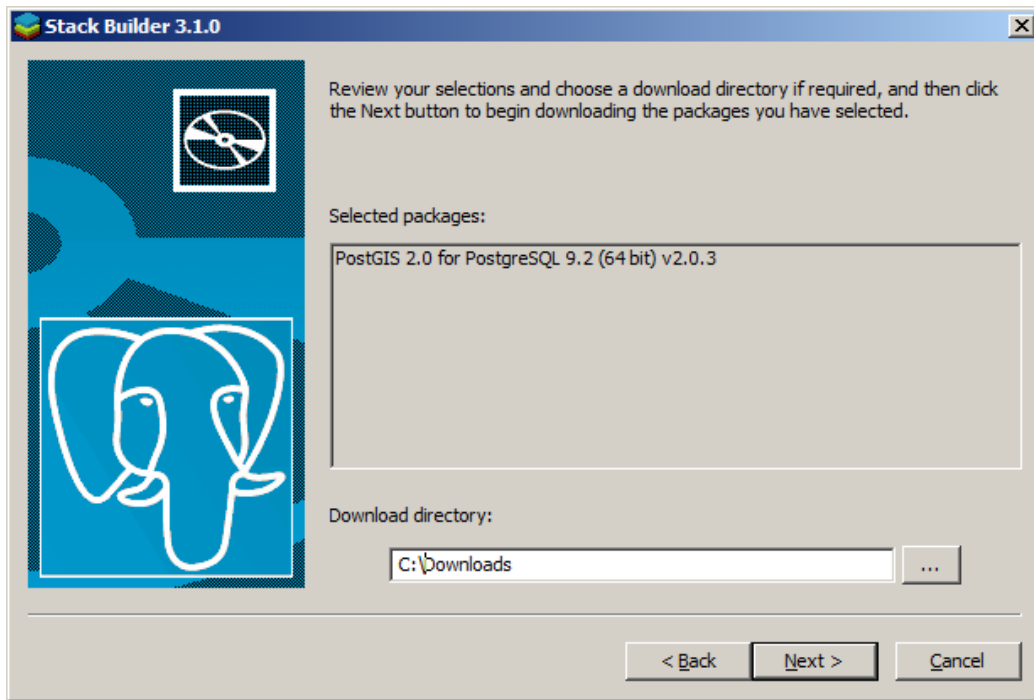 Stack Builder 3.1.0
Review your selections and choose a download directory if required, and then click
the Next button to begin downloading the packages you have selected.
Selected packages:
PostGIS 2.0 for PostgreSQL 9.2 (64 bit) v2.0.3
Download directory:
C:\Downloads
...
< Back
Next >
Cancel